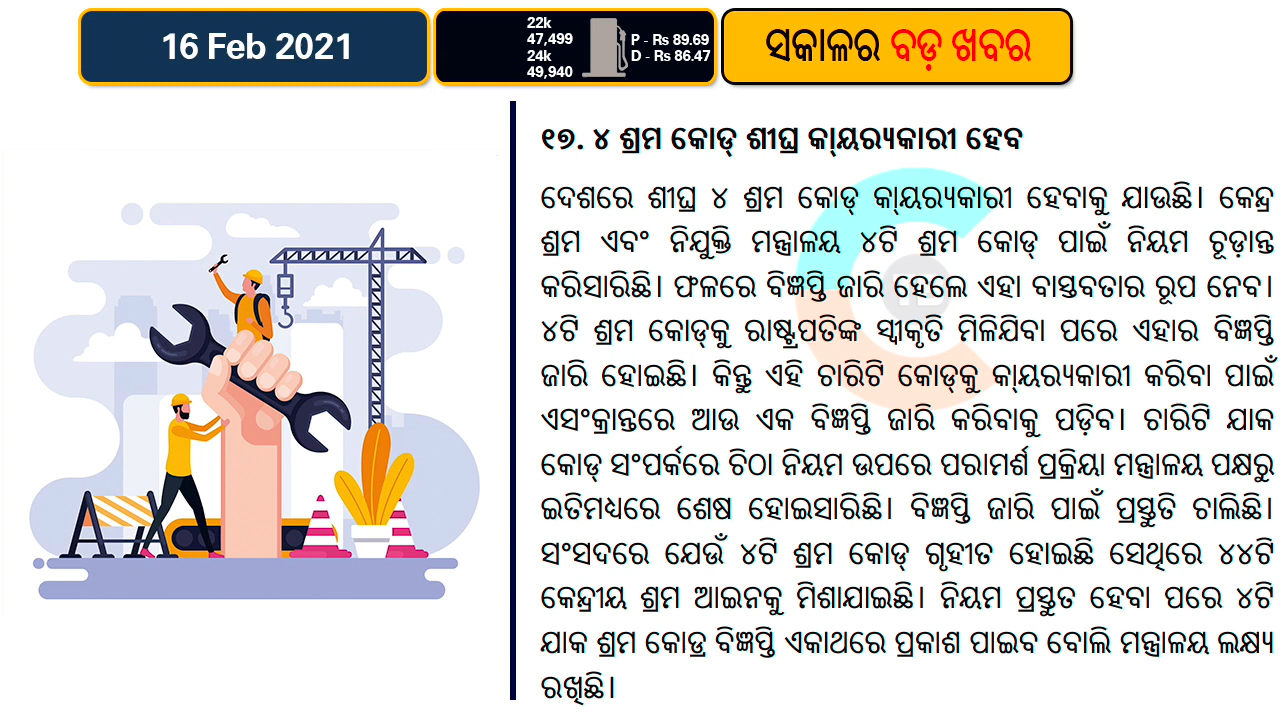 16 Feb 2021
22k
47,499
24k
49,940
P - Rs 89.69
D - Rs 86.47
ସକାଳର ବଡ଼ ଖବର
୧୭. ୪ ଶ୍ରମ କୋଡ୍ ଶୀଘ୍ର କା୍ୟର‍୍ୟକାରୀ ହେବ
ଦେଶରେ ଶୀଘ୍ର ୪ ଶ୍ରମ କୋଡ୍ କା୍ୟର‍୍ୟକାରୀ ହେବାକୁ ଯାଉଛି। କେନ୍ଦ୍ର
ଶ୍ରମ ଏବଂ ନିଯୁକ୍ତି ମନ୍ତ୍ରାଳୟ ୪ଟି ଶ୍ରମ କୋଡ୍ ପାଇଁ ନିୟମ ଚୂଡ଼ାନ୍ତ
କରିସାରିଛି। ଫଳରେ ବିଜ୍ଞପ୍ତି ଜାରି ହେଲେ ଏହା ବାସ୍ତବତାର ରୂପ ନେବ।
୪ଟି ଶ୍ରମ କୋଡ୍‌କୁ ରାଷ୍ଟ୍ରପତିଙ୍କ ସ୍ୱୀକୃତି ମିଳିଯିବା ପରେ ଏହାର ବିଜ୍ଞପ୍ତି
ଜାରି ହୋଇଛି। କିନ୍ତୁ ଏହି ଚାରିଟି କୋଡ୍‌କୁ କା୍ୟର‍୍ୟକାରୀ କରିବା ପାଇଁ
ଏସଂକ୍ରାନ୍ତରେ ଆଉ ଏକ ବିଜ୍ଞପ୍ତି ଜାରି କରିବାକୁ ପଡ଼ିବ। ଚାରିଟି ଯାକ
କୋଡ୍ ସଂପର୍କରେ ଚିଠା ନିୟମ ଉପରେ ପରାମର୍ଶ ପ୍ରକ୍ରିୟା ମନ୍ତ୍ରାଳୟ ପକ୍ଷରୁ
ଇତିମଧ୍ୟରେ ଶେଷ ହୋଇସାରିଛି। ବିଜ୍ଞପ୍ତି ଜାରି ପାଇଁ ପ୍ରସ୍ତୁତି ଚାଲିଛି।
ସଂସଦରେ ଯେଉଁ ୪ଟି ଶ୍ରମ କୋଡ୍ ଗୃହୀତ ହୋଇଛି ସେଥିରେ ୪୪ଟି
କେନ୍ଦ୍ରୀୟ ଶ୍ରମ ଆଇନକୁ ମିଶାଯାଇଛି। ନିୟମ ପ୍ରସ୍ତୁତ ହେବା ପରେ ୪ଟି
ଯାକ ଶ୍ରମ କୋଡ୍ର ବିଜ୍ଞପ୍ତି ଏକାଥରେ ପ୍ରକାଶ ପାଇବ ବୋଲି ମନ୍ତ୍ରାଳୟ ଲକ୍ଷ୍ୟ
ରଖିଛି।